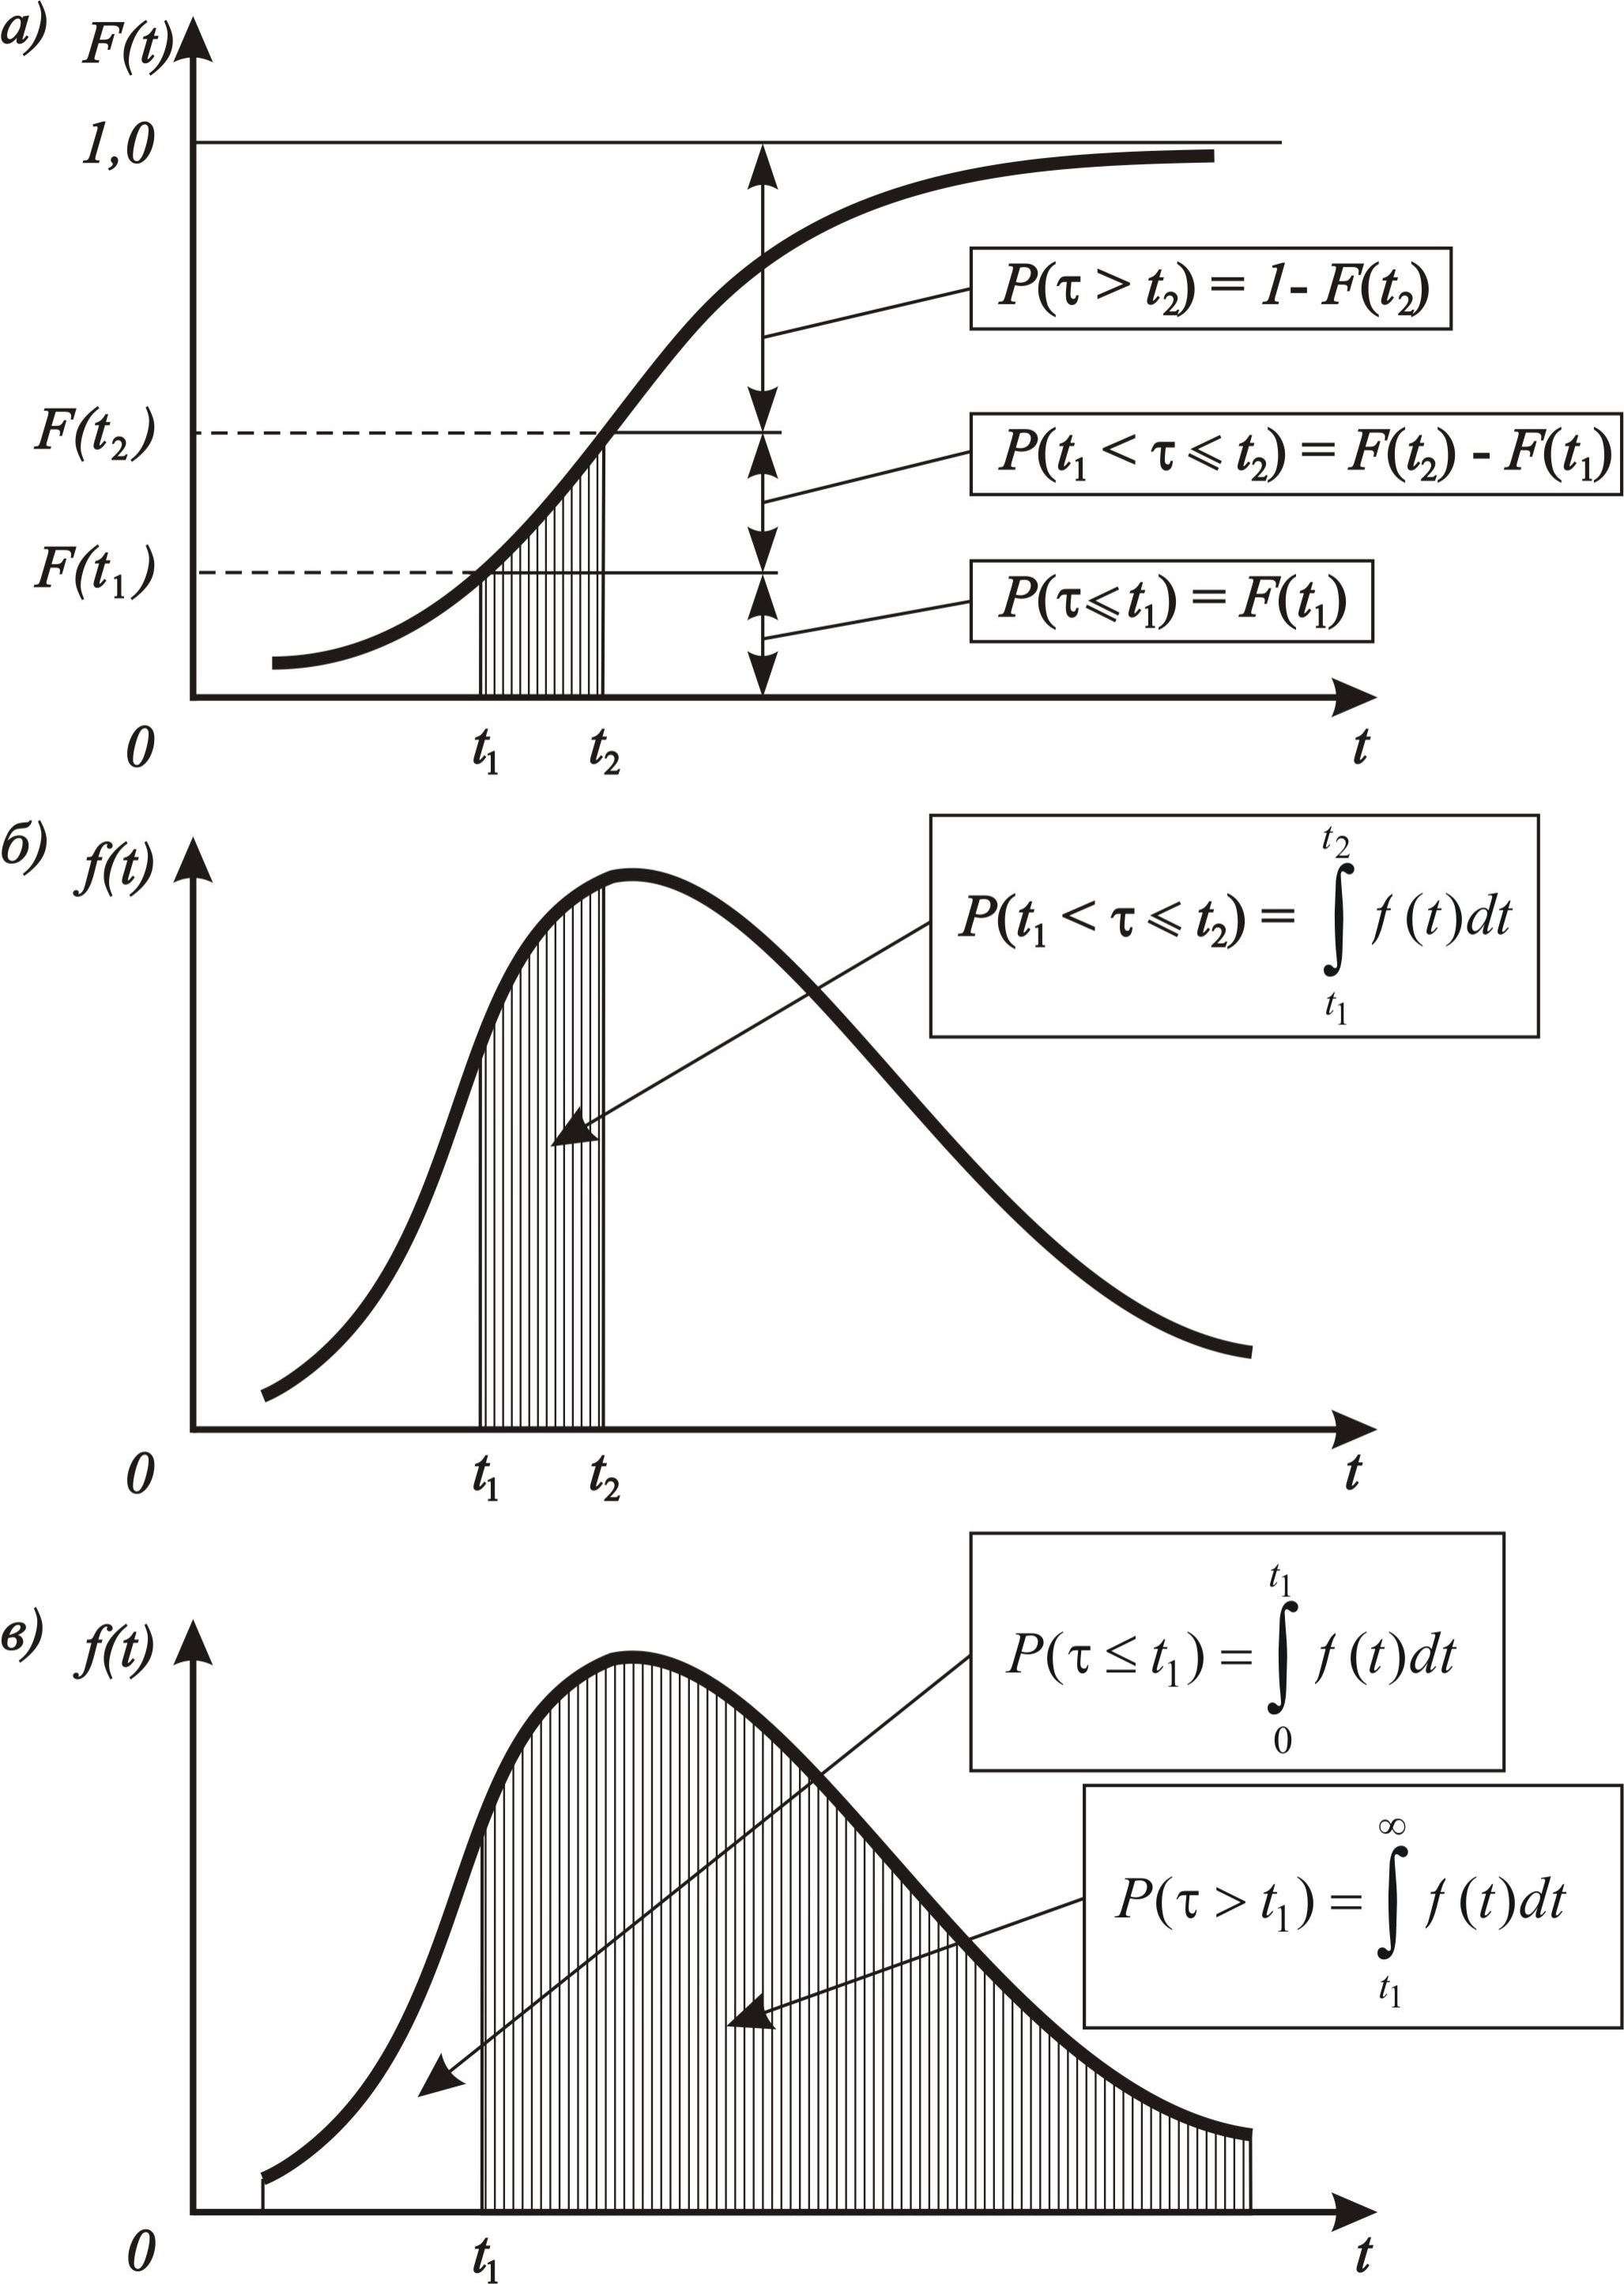 а) F(t)
1,0
P(τ > t₂) = 1 - F(t₂)
F(t₂)
P(t₁ < τ ⩽ t₂) = F(t₂) - F(t₁)
F(t₁)
P(τ⩽t₁) = F(t₁)
0 t₁ t₂ t
б) f(t)
P(t₁ < τ ⩽ t₂) = ∫_{t₁}^{t₂} f (t)dt
0 t₁ t₂ t
в) f(t)
P(τ ≤ t₁) = ∫_{0}^{t₁} f (t)dt
P(τ > t₁) = ∫_{t₁}^{∞} f (t)dt
0 t₁ t